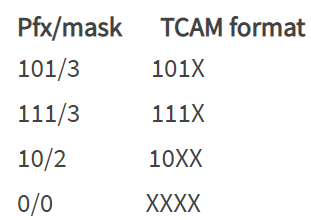 Pfx/mask TCAM format
101/3 101X
111/3 111X
10/2 10XX
0/0 XXXX